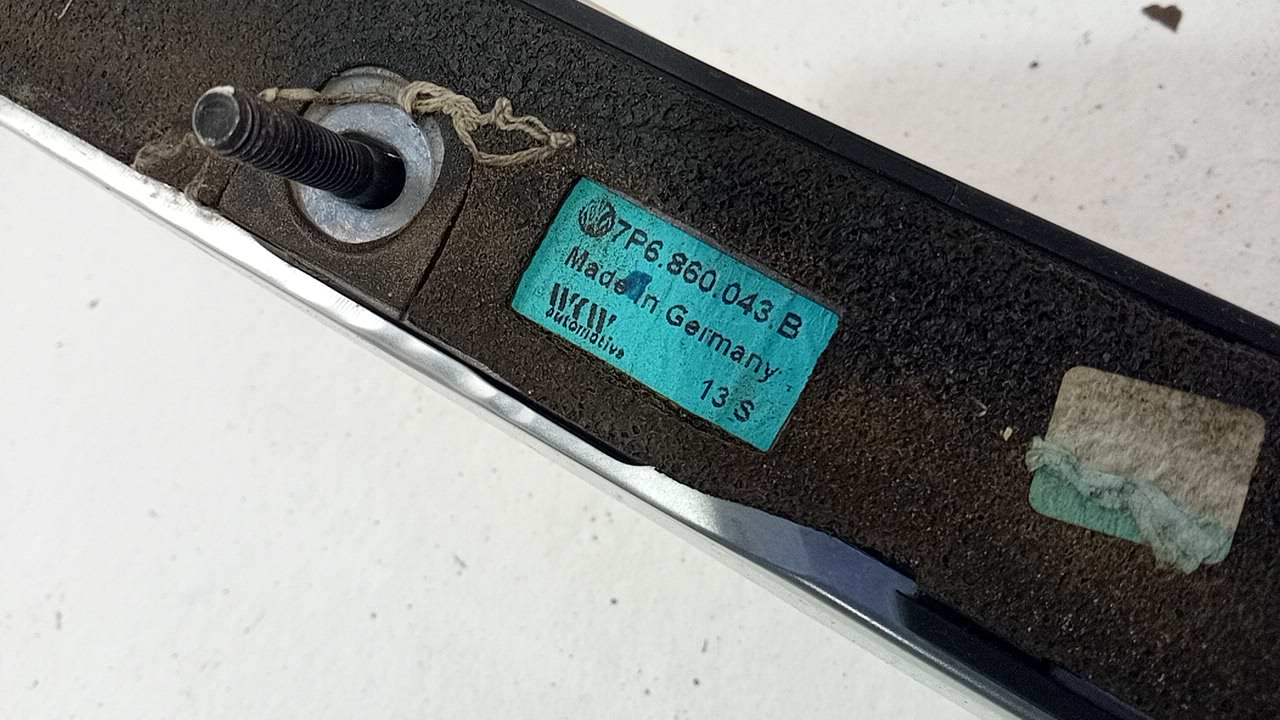 7P6.860.043.B
Made In Germany
WKW
automotive
13 S